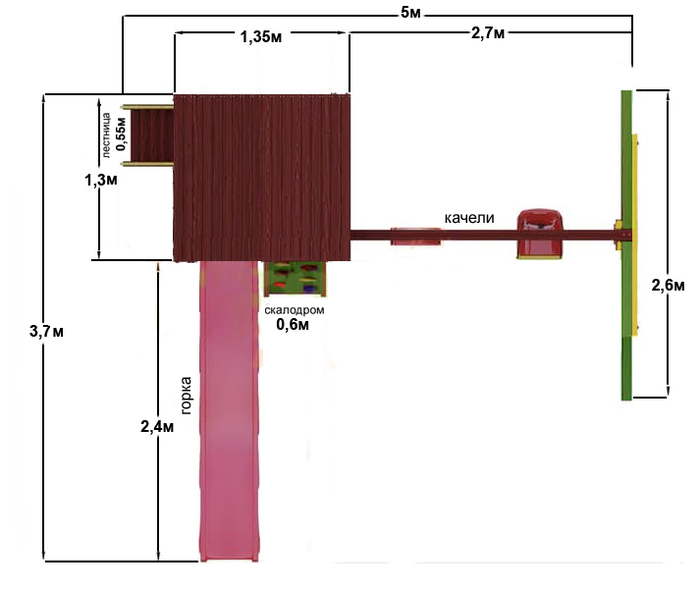 5м
1,35м
2,7м
лестница
0,55м
1,3м
качели
2,6м
скалодром
0,6м
3,7м
горка
2,4м